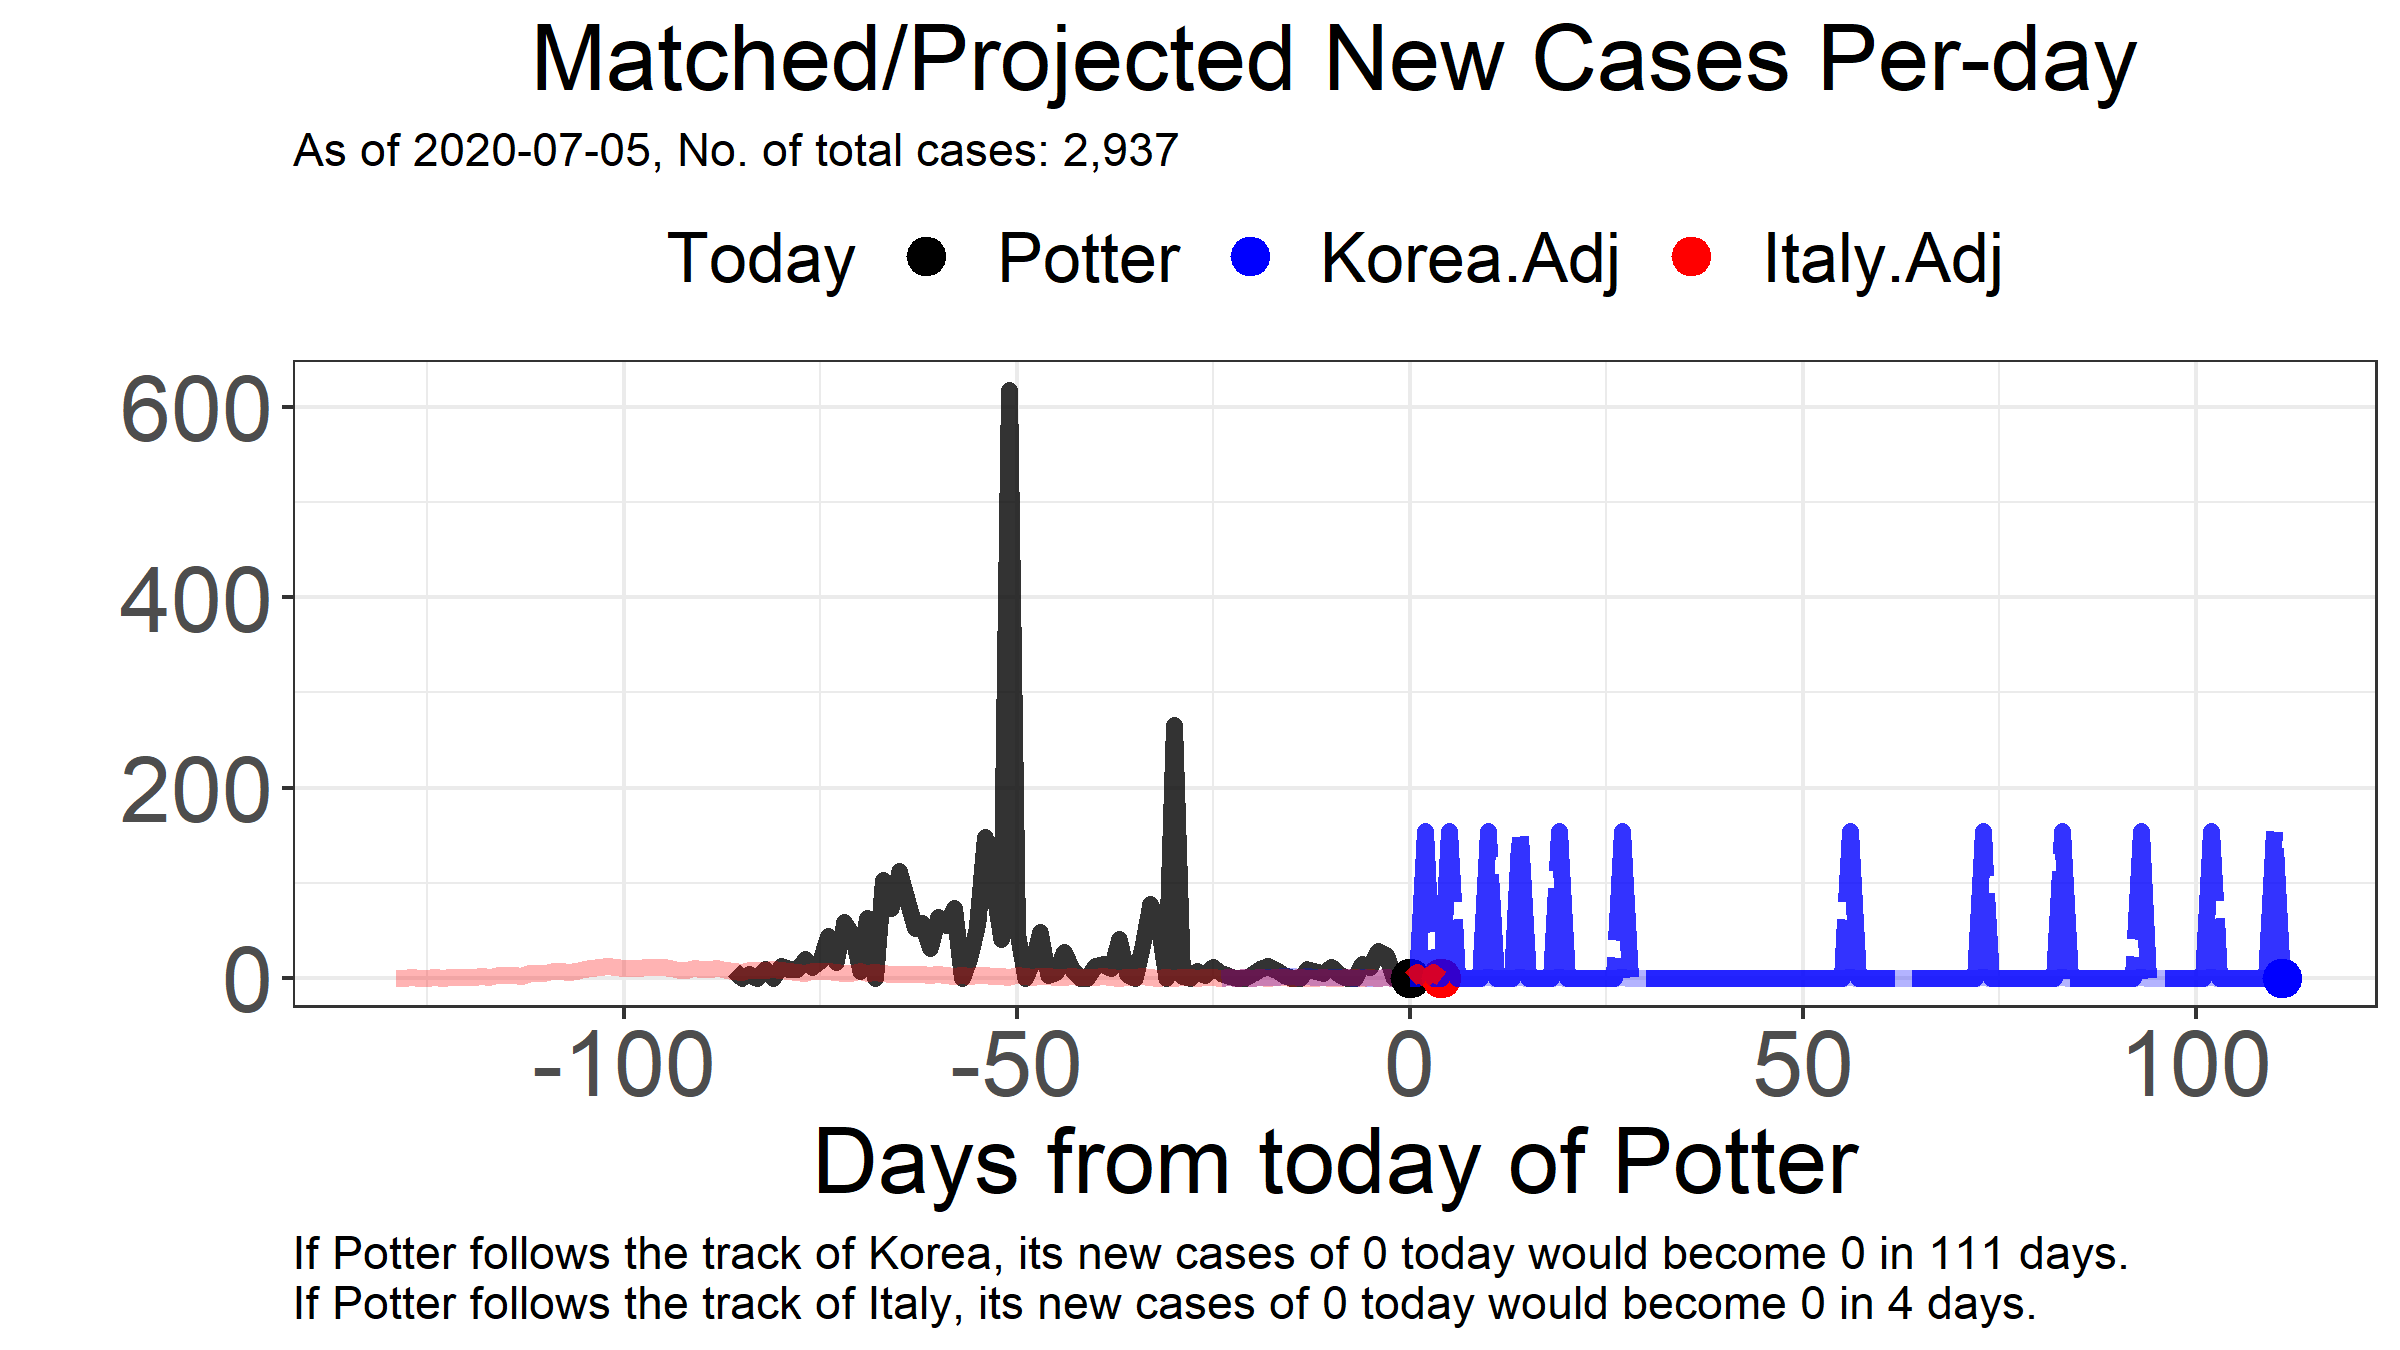 Matched/Projected New Cases Per-day
As of 2020-07-05, No. of total cases: 2,937
Today Potter Korea.Adj Italy.Adj
600
400
200
0
-100 -50 0 50 100
Days from today of Potter
If Potter follows the track of Korea, its new cases of 0 today would become 0 in 111 days.
If Potter follows the track of Italy, its new cases of 0 today would become 0 in 4 days.